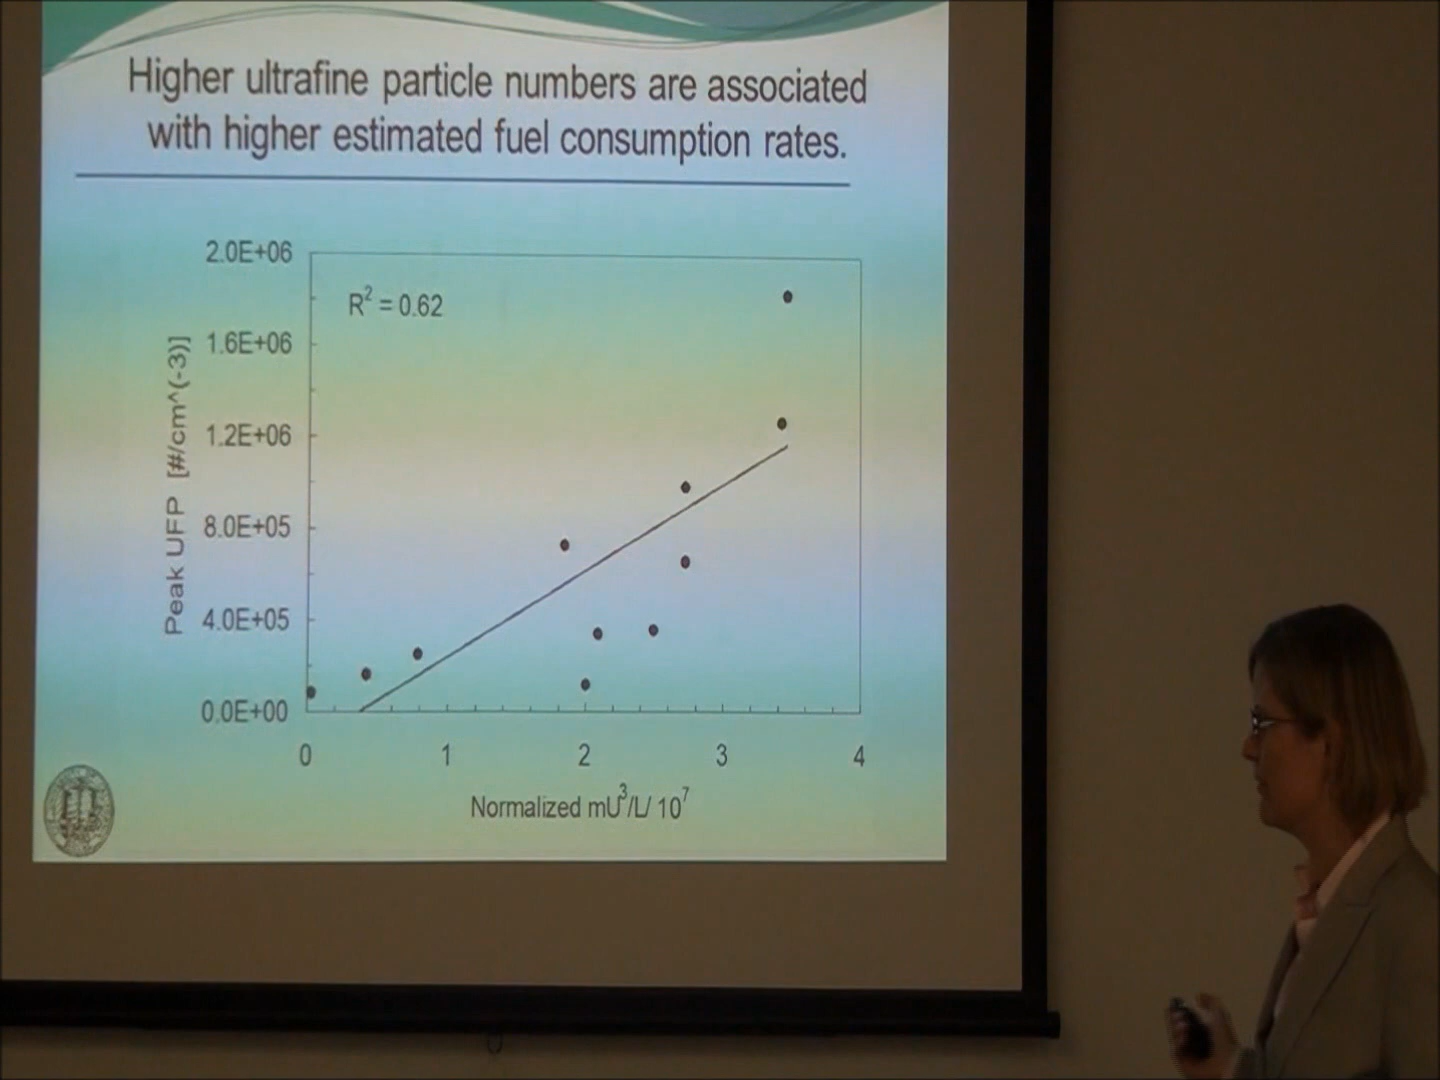 Higher ultrafine particle numbers are associated
with higher estimated fuel consumption rates.
2.0E+06
R² = 0.62
1.6E+06
1.2E+06
8.0E+05
4.0E+05
0.0E+00
Peak UFP [#/cm^(-3)]
0 1 2 3 4
Normalized mU³/L/ 10⁷